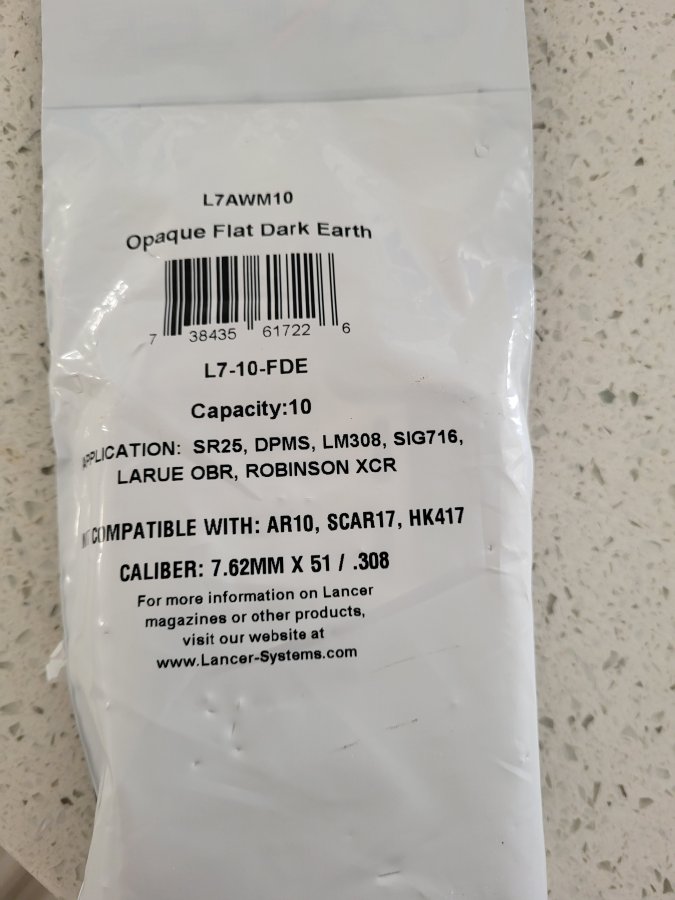 L7AWM10
Opaque Flat Dark Earth
7 38435 61722 6
L7-10-FDE
Capacity:10
APPLICATION: SR25, DPMS, LM308, SIG716,
LARUE OBR, ROBINSON XCR
COMPATIBLE WITH: AR10, SCAR17, HK417
CALIBER: 7.62MM X 51 / .308
For more information on Lancer
magazines or other products,
visit our website at
www.Lancer-Systems.com